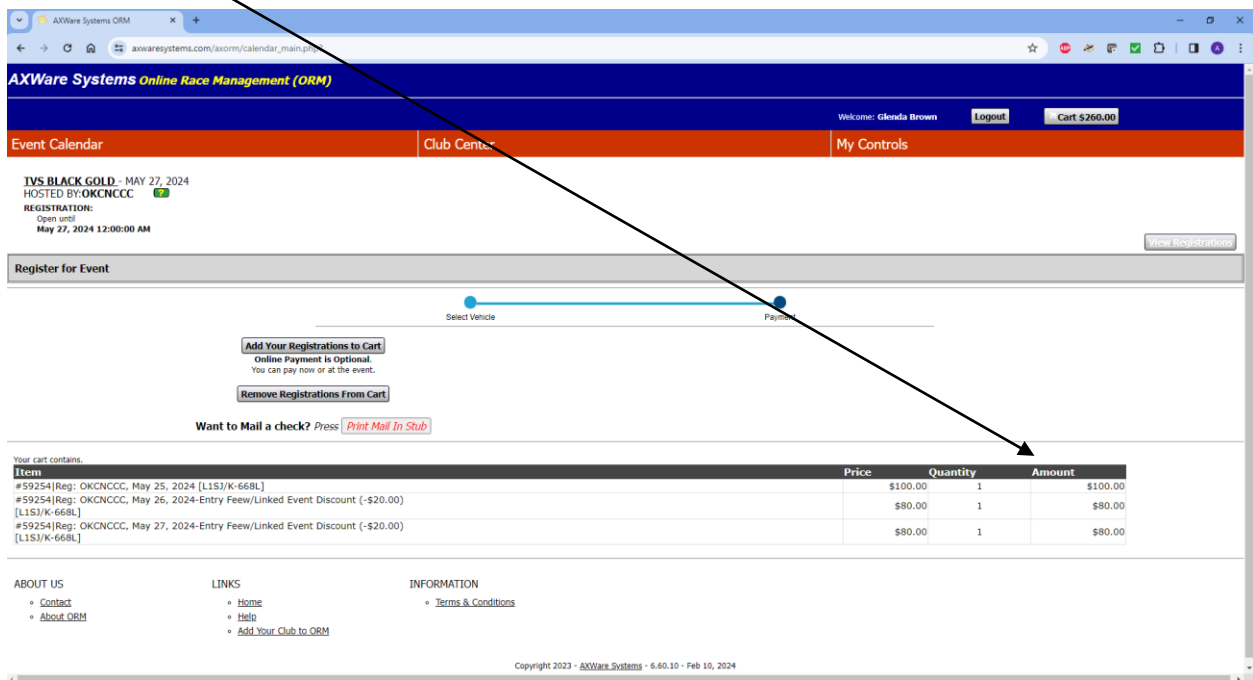 AXWare Systems ORM
axwaresystems.com/axorm/calendar_main.php?
AXWare Systems Online Race Management (ORM)
Welcome: Glenda Brown
Logout
Cart $260.00
Event Calendar
Club Center
My Controls
TVS BLACK GOLD - MAY 27, 2024
HOSTED BY:OKCNCCC
REGISTRATION:
Open until
May 27, 2024 12:00:00 AM
View Registrations
Register for Event
Select Vehicle
Payment
Add Your Registrations to Cart
Online Payment is Optional.
You can pay now or at the event.
Remove Registrations From Cart
Want to Mail a check? Press Print Mail In Stub
Your cart contains.
Item Price Quantity Amount
#59254|Reg: OKCNCCC, May 25, 2024 [L1SJ/K-668L] $100.00 1 $100.00
#59254|Reg: OKCNCCC, May 26, 2024-Entry Feew/Linked Event Discount (-$20.00)
[L1SJ/K-668L] $80.00 1 $80.00
#59254|Reg: OKCNCCC, May 27, 2024-Entry Feew/Linked Event Discount (-$20.00)
[L1SJ/K-668L] $80.00 1 $80.00
ABOUT US
Contact
About ORM
LINKS
Home
Help
Add Your Club to ORM
INFORMATION
Terms & Conditions
Copyright 2023 - AXWare Systems - 6.60.10 - Feb 10, 2024